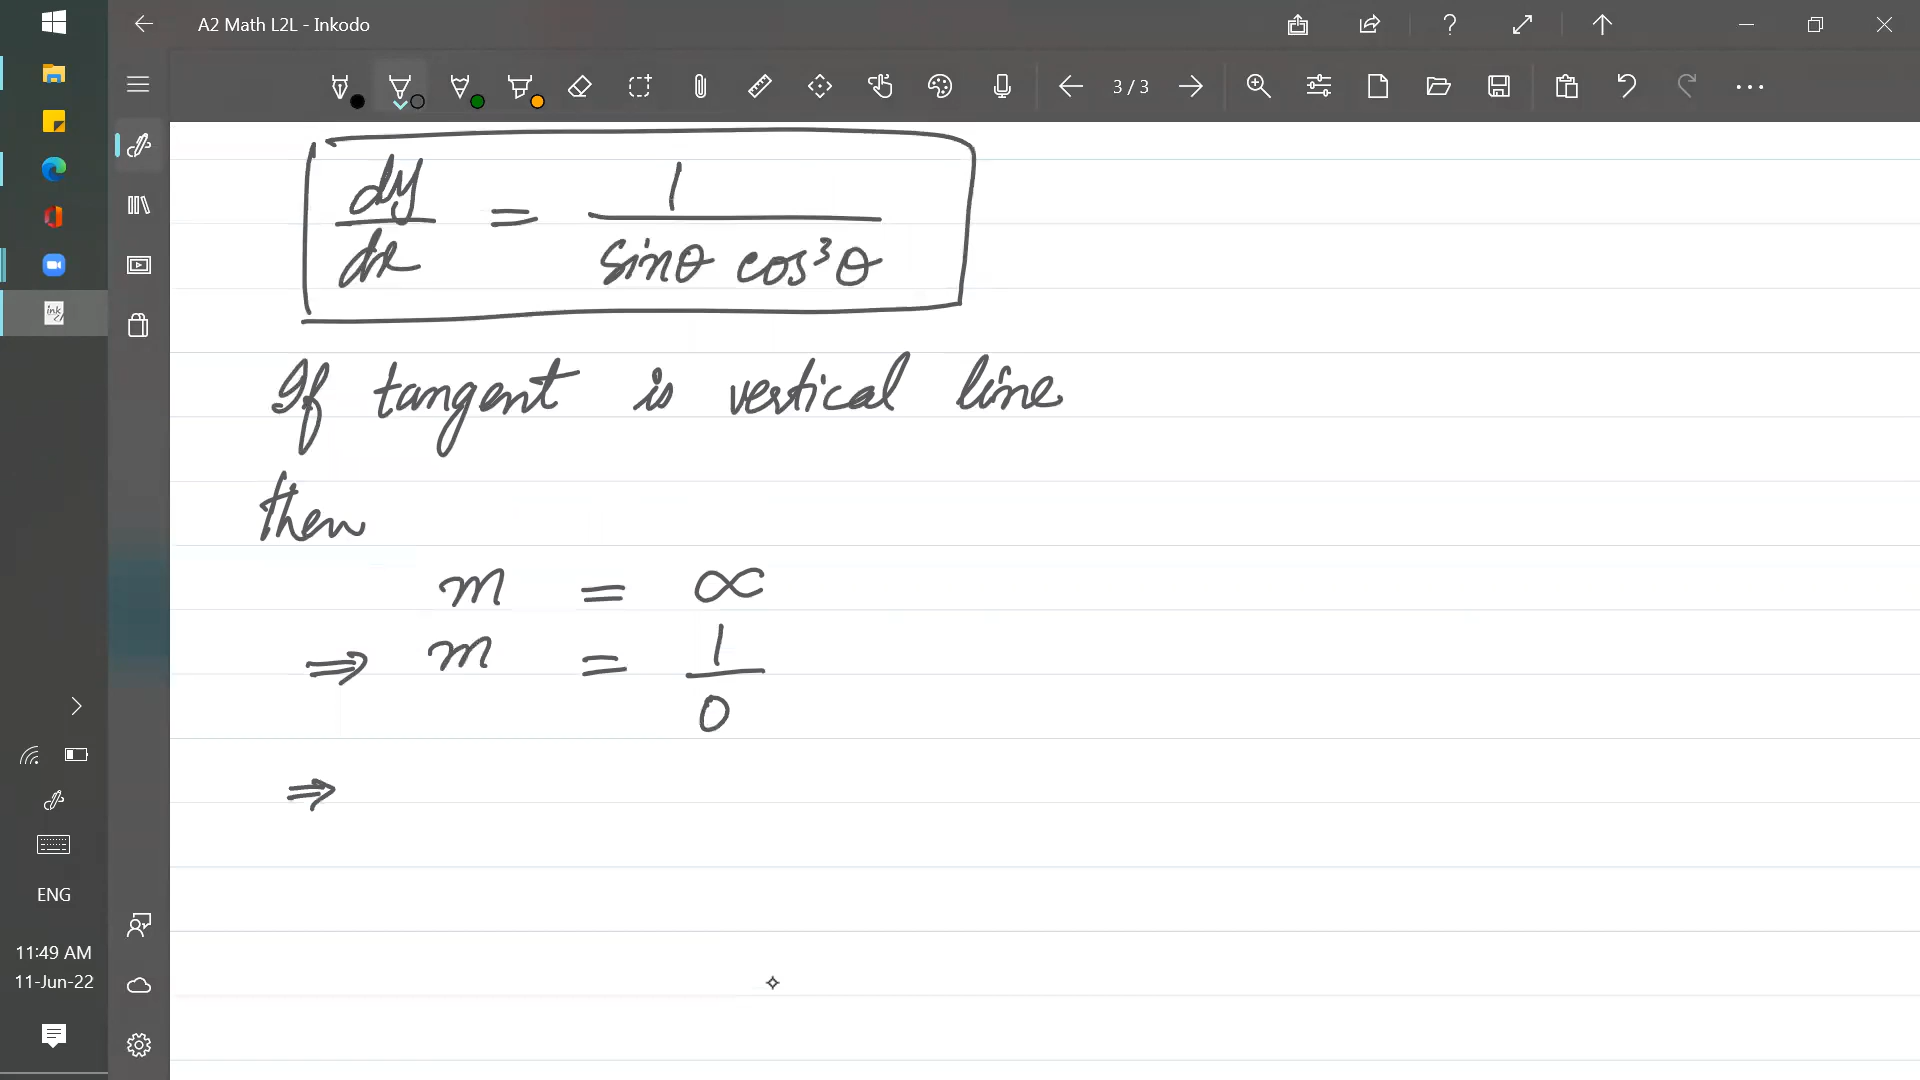 A2 Math L2L - Inkodo
3 / 3
dy/dx = 1/(sinθ cos³θ)
If tangent is vertical line
then
m = ∞
⇒ m = 1/0
⇒
ENG
11:49 AM
11-Jun-22